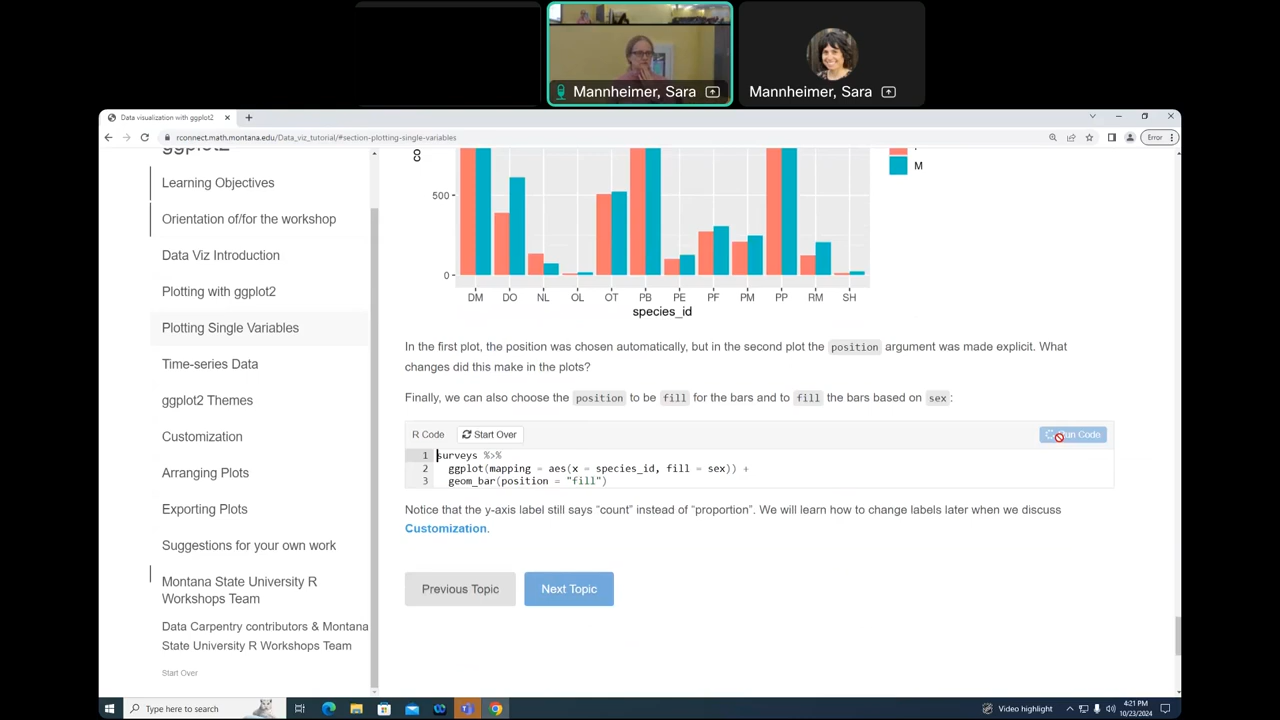 Mannheimer, Sara
Mannheimer, Sara
Data visualization with ggplot2
rconnect.math.montana.edu/Data_viz_tutorial/#section-plotting-single-variables
Error
ggplot2
Learning Objectives
Orientation of/for the workshop
Data Viz Introduction
Plotting with ggplot2
Plotting Single Variables
Time-series Data
ggplot2 Themes
Customization
Arranging Plots
Exporting Plots
Suggestions for your own work
Montana State University R
Workshops Team
Data Carpentry contributors & Montana
State University R Workshops Team
Start Over
M
500
0
DM DO NL OL OT PB PE PF PM PP RM SH
species_id
In the first plot, the position was chosen automatically, but in the second plot the position argument was made explicit. What
changes did this make in the plots?
Finally, we can also choose the position to be fill for the bars and to fill the bars based on sex:
R Code Start Over Run Code
1 surveys %>%
2 ggplot(mapping = aes(x = species_id, fill = sex)) +
3 geom_bar(position = "fill")
Notice that the y-axis label still says “count” instead of “proportion”. We will learn how to change labels later when we discuss
Customization.
Previous Topic Next Topic
Type here to search
Video highlight
4:21 PM
10/23/2024